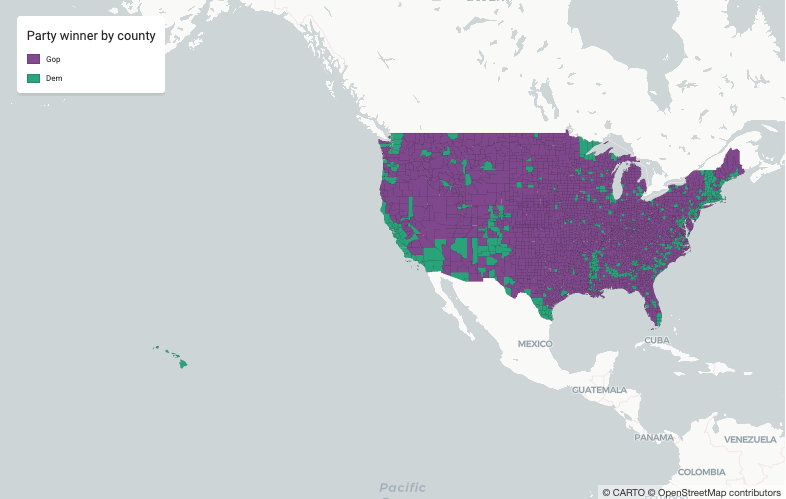 Party winner by county
Gop
Dem
MEXICO
CUBA
GUATEMALA
PANAMA
VENEZUELA
COLOMBIA
Pacific
© CARTO © OpenStreetMap contributors